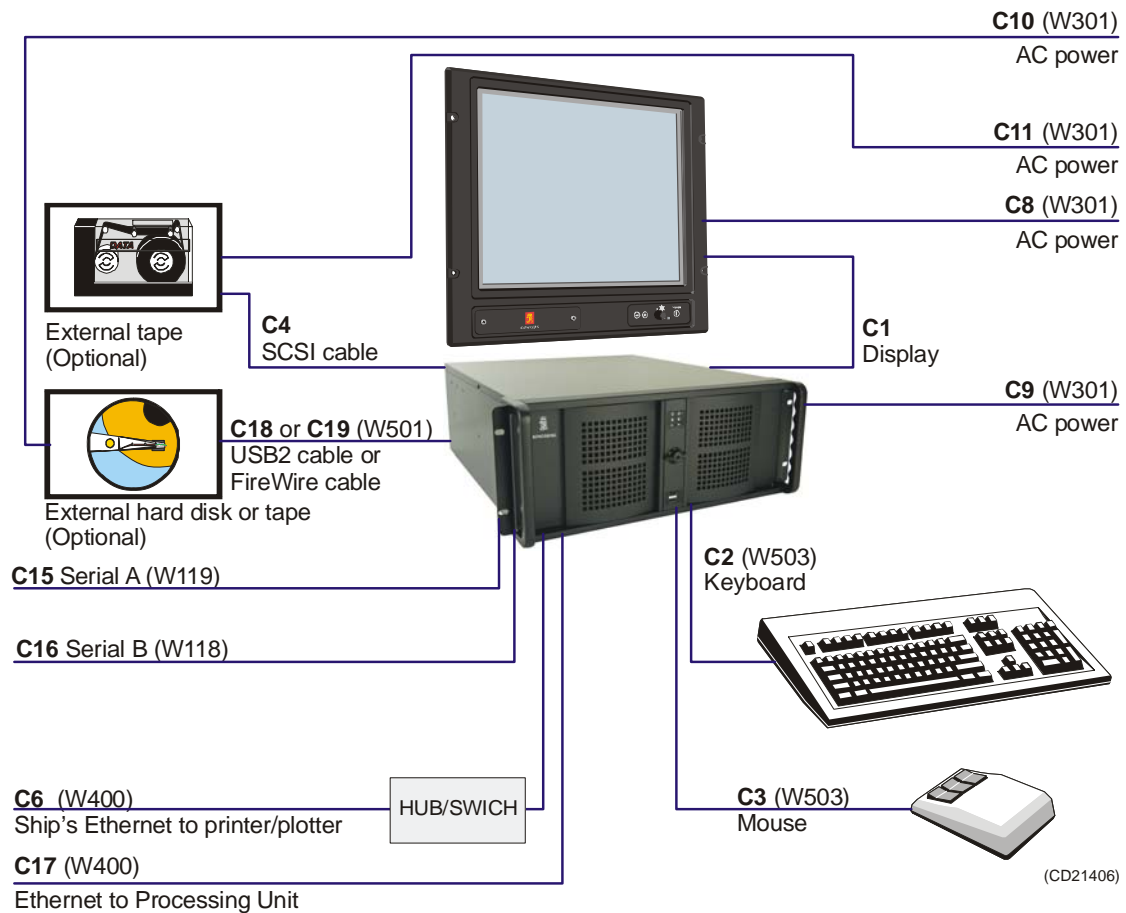 C10 (W301)
AC power
C11 (W301)
AC power
C8 (W301)
AC power
DATA
External tape
(Optional)
C4
SCSI cable
C1
Display
C9 (W301)
AC power
C18 or C19 (W501)
USB2 cable or
FireWire cable
External hard disk or tape
(Optional)
C15 Serial A (W119)
C2 (W503)
Keyboard
C16 Serial B (W118)
C6 (W400)
Ship's Ethernet to printer/plotter
HUB/SWICH
C3 (W503)
Mouse
C17 (W400)
Ethernet to Processing Unit
(CD21406)